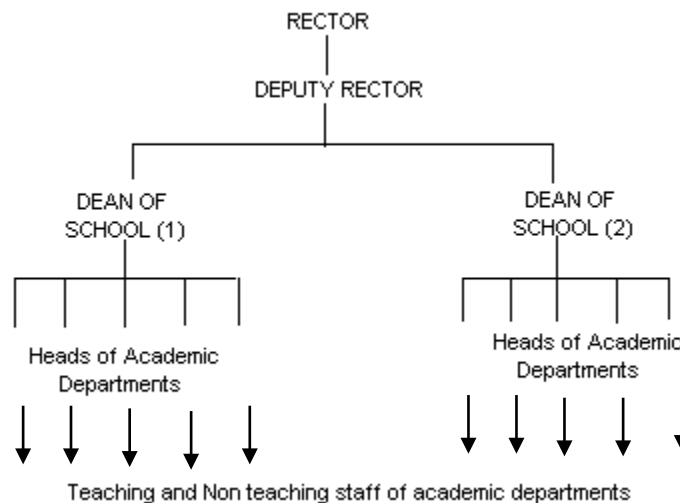 RECTOR
DEPUTY RECTOR
DEAN OF
SCHOOL (1)
DEAN OF
SCHOOL (2)
Heads of Academic
Departments
Heads of Academic
Departments
Teaching and Non teaching staff of academic departments